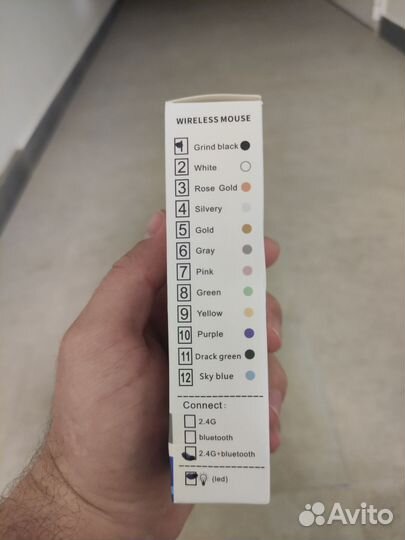 WIRELESS MOUSE
1 Grind black
2 White
3 Rose Gold
4 Silvery
5 Gold
6 Gray
7 Pink
8 Green
9 Yellow
10 Purple
11 Drack green
12 Sky blue
Connect:
2.4G
bluetooth
2.4G+bluetooth
(led)
Avito